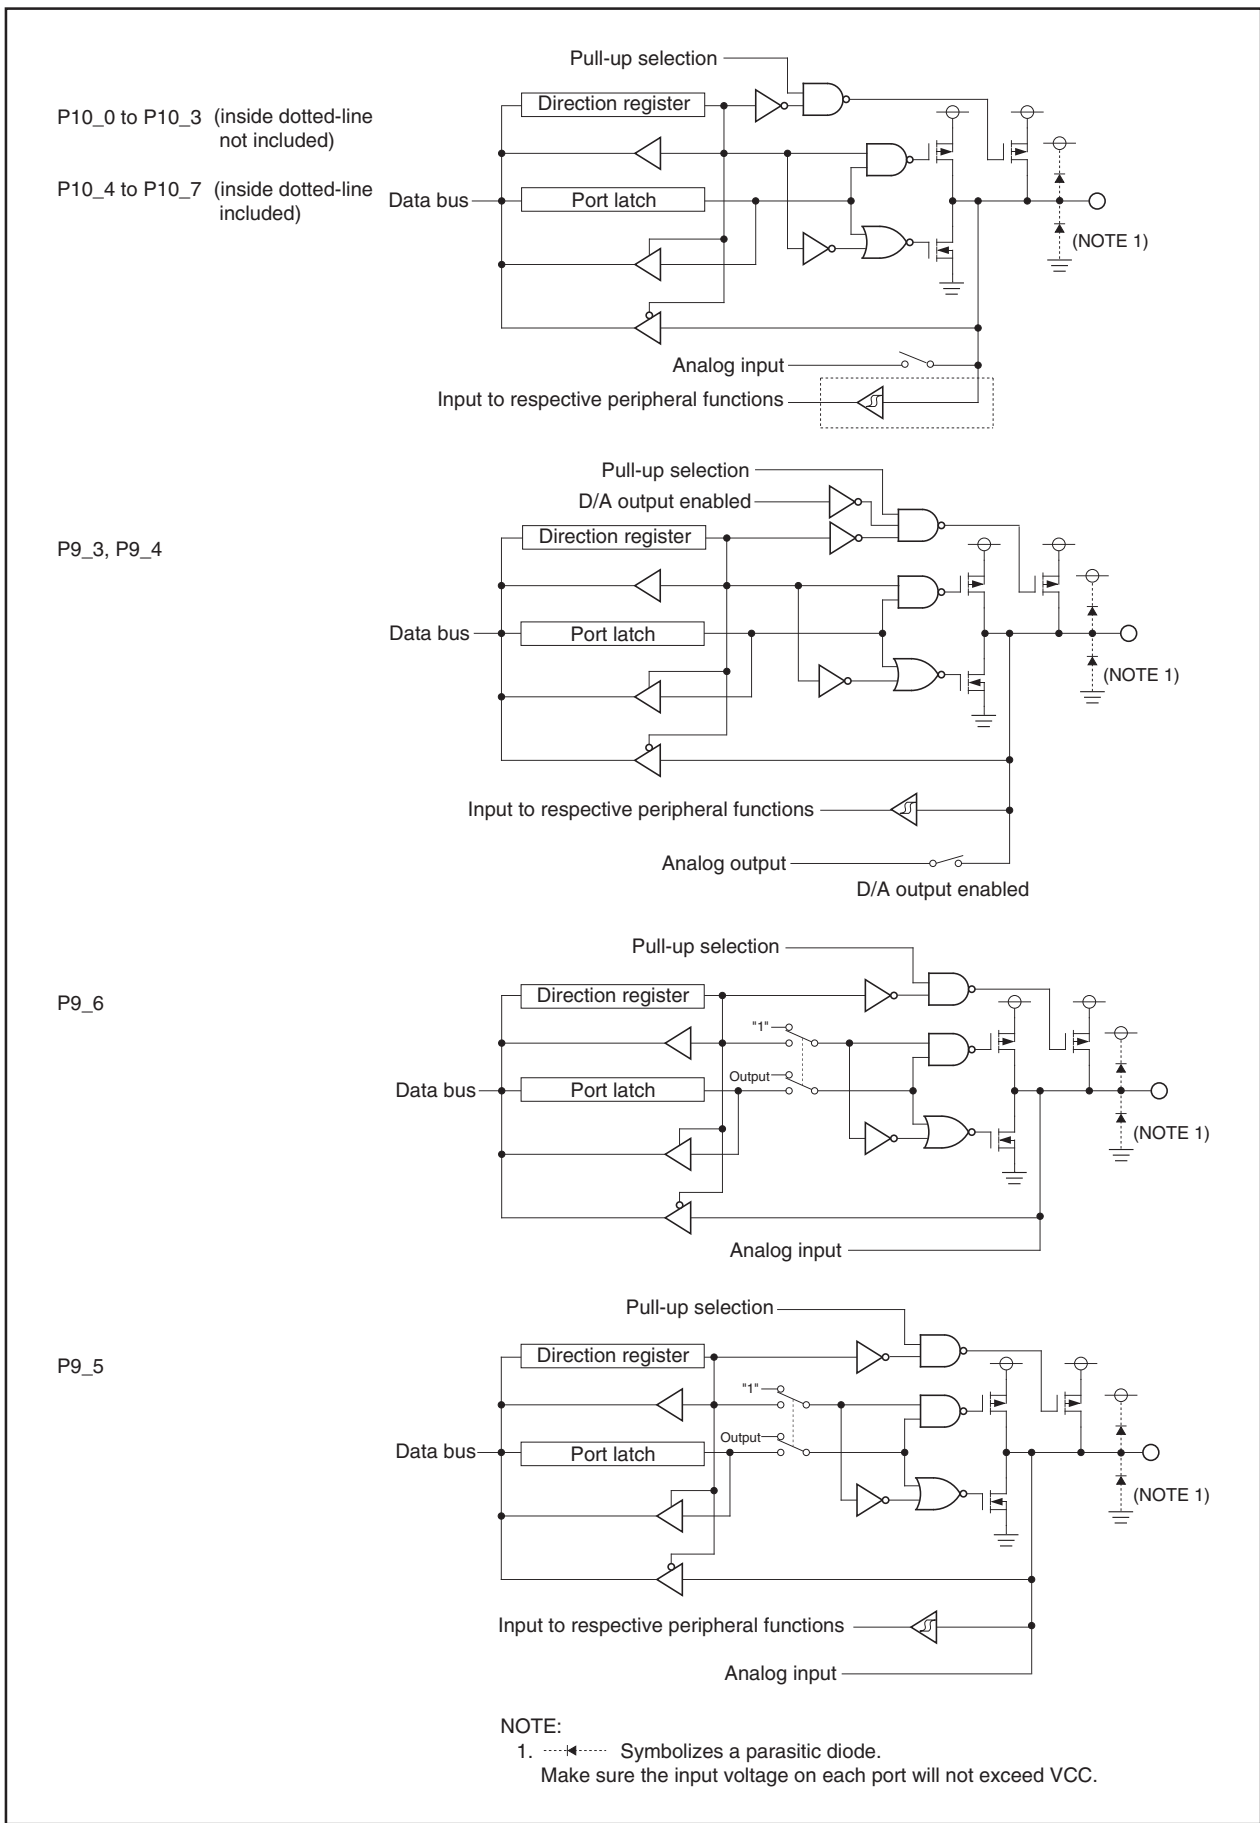 Pull-up selection
Direction register
P10_0 to P10_3 (inside dotted-line
not included)
P10_4 to P10_7 (inside dotted-line
included)
Data bus
Port latch
(NOTE 1)
Analog input
Input to respective peripheral functions
Pull-up selection
D/A output enabled
Direction register
P9_3, P9_4
Data bus
Port latch
(NOTE 1)
Input to respective peripheral functions
Analog output
D/A output enabled
Pull-up selection
P9_6
Direction register
"1"
Output
Data bus
Port latch
(NOTE 1)
Analog input
Pull-up selection
P9_5
Direction register
"1"
Output
Data bus
Port latch
(NOTE 1)
Input to respective peripheral functions
Analog input
NOTE:
1. Symbolizes a parasitic diode.
Make sure the input voltage on each port will not exceed VCC.